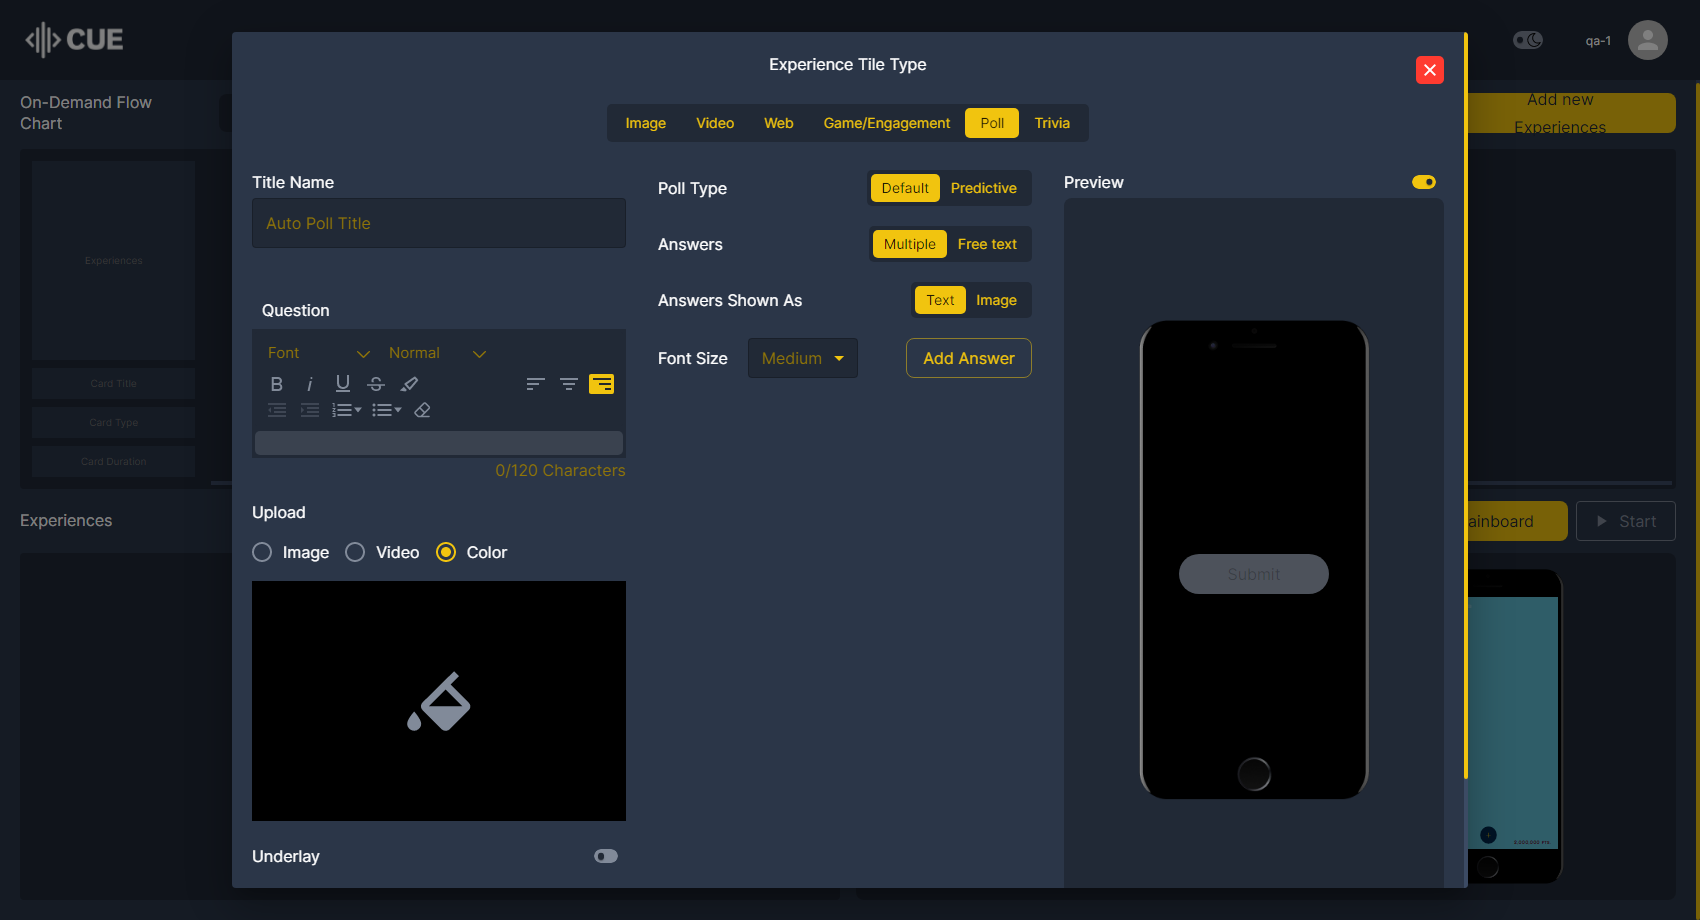 CUE
qa-1
On-Demand Flow
Chart
Add new
Experiences
Experiences
Card Title
Card Type
Card Duration
Experiences
ainboard
Start
Experience Tile Type
Image
Video
Web
Game/Engagement
Poll
Trivia
Title Name
Auto Poll Title
Question
Font
Normal
0/120 Characters
Upload
Image
Video
Color
Underlay
Poll Type
Default
Predictive
Answers
Multiple
Free text
Answers Shown As
Text
Image
Font Size
Medium
Add Answer
Preview
Submit